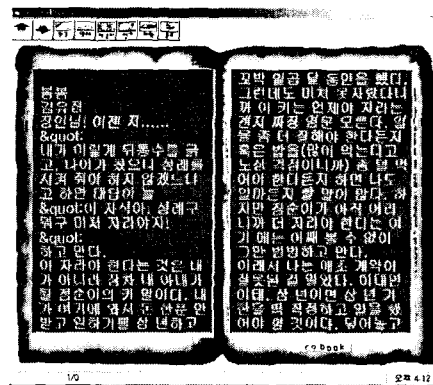 봄봄
김유정
장인님! 이젠 저......
&quot;
내가 이렇게 뒤통수를 긁
고, 나이가 찼으니 성례를
시켜 줘야 하지 않겠느냐
고 하면 대답이 늘
&quot;이 자식아, 성례구
뭐구 미처 자라야지!
&quot;
하고 만다.
이 자라야 한다는 것은 내
가 아니라 장차 내 아내가
될 점순이의 키 말이다. 내
가 여기에 와서 돈 한푼 안
받고 일하기를 삼 년하고
꼬박 일곱 달 동안을 했다.
그런데도 미처 못 자랐다니
까 이 키는 언제야 자라는
겐지 짜장 영문 모른다. 일
을 좀 더 잘해야 한다든지
혹은 밥을(많이 먹는다고
노상 걱정이니까) 좀 덜 먹
어야 한다든지 하면 나도
얼마든지 할 말이 많다. 하
지만 점순이가 아직 어리
니까 더 자라야 한다는 여
기 에는 어째 볼 수 없이
그만 벙벙하고 만다.
이래서 나는 애초 계약이
잘못된 걸 알았다. 이태면
이태, 삼 년이면 삼 년 기
한을 딱 작정하고 일을 했
어야 할 것이다. 덮어놓고
ebook
1/0
오후 4:12